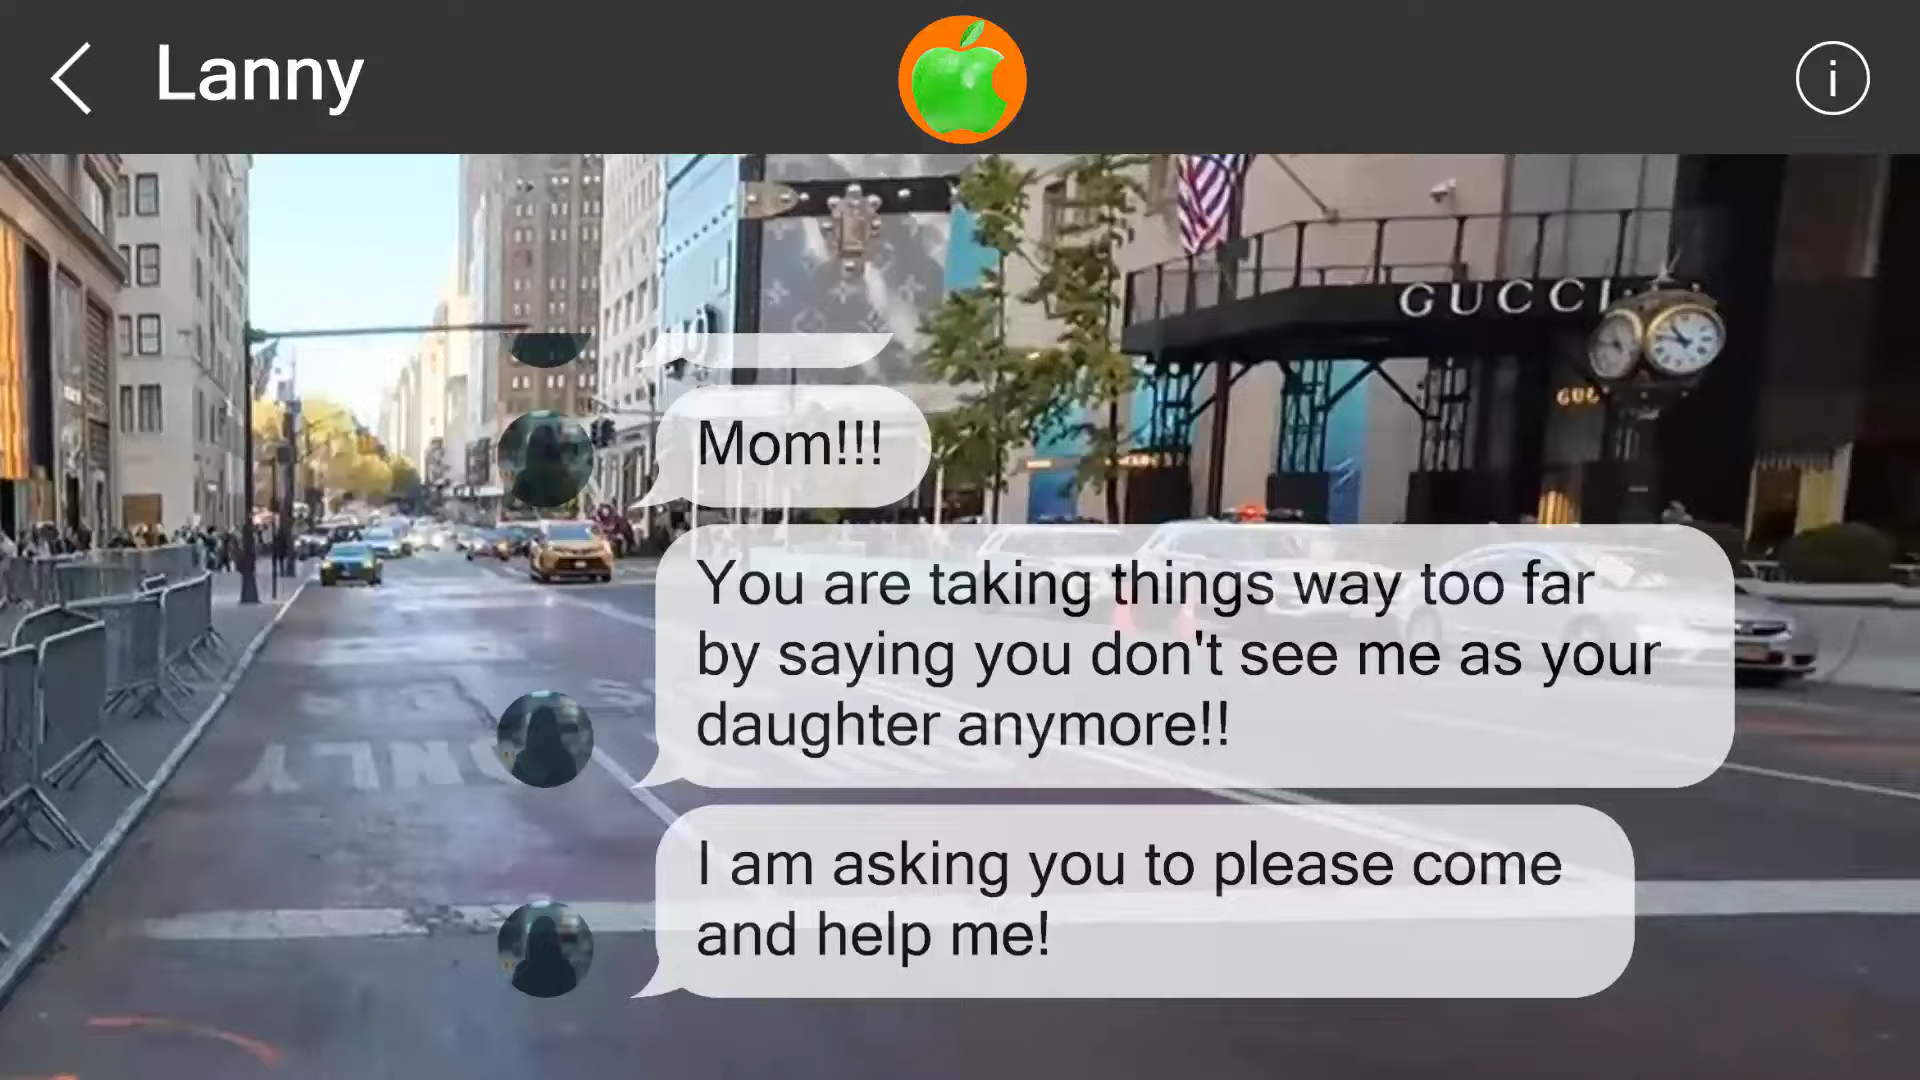 Lanny
i
GUCCI
GUC
Mom!!!
You are taking things way too far
by saying you don't see me as your
daughter anymore!!
I am asking you to please come
and help me!